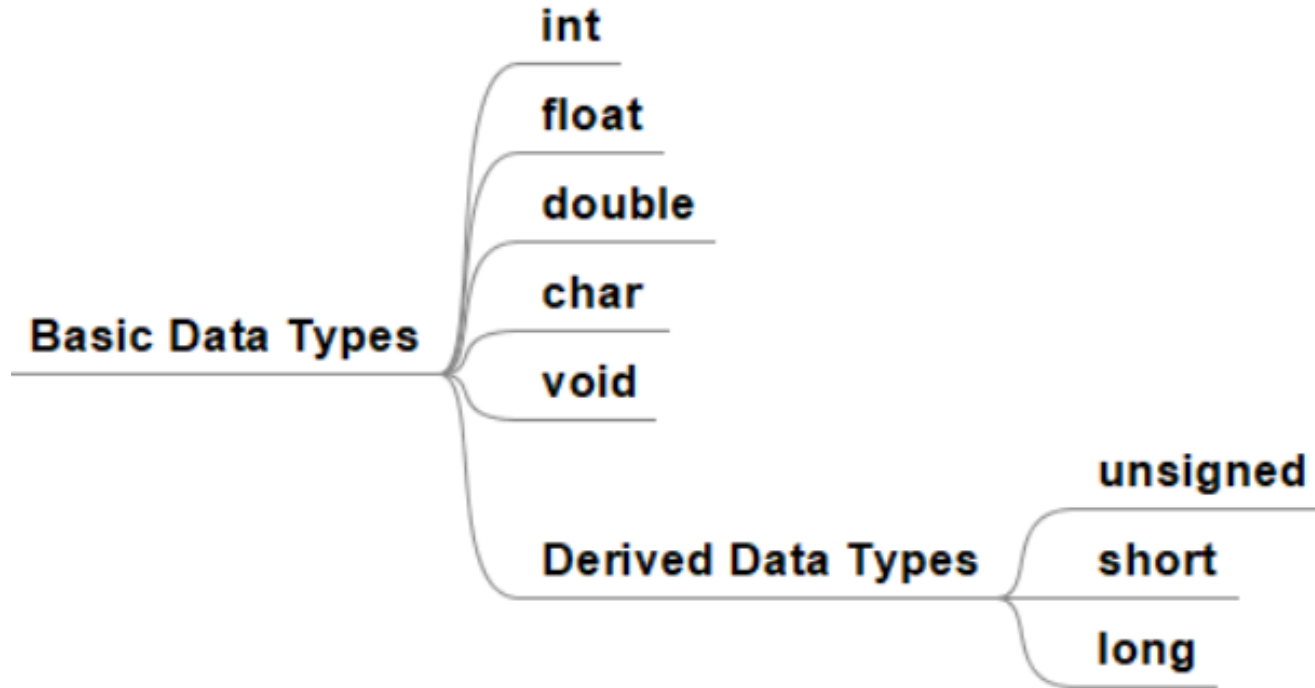 int
float
double
char
Basic Data Types
void
unsigned
Derived Data Types
short
long